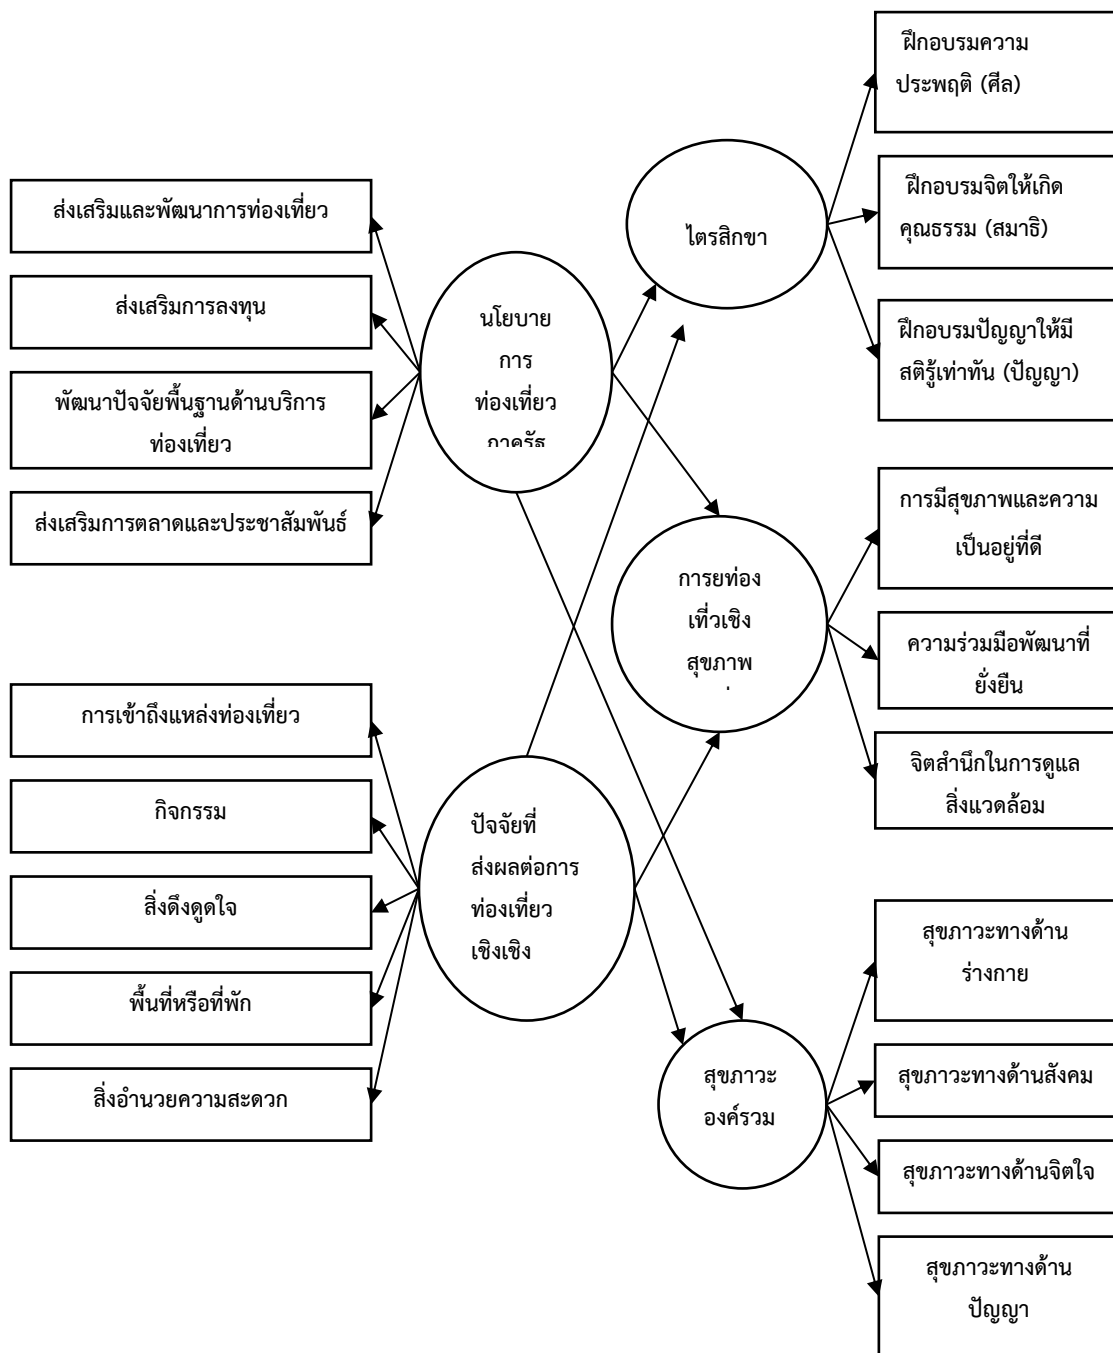 ส่งเสริมและพัฒนาการท่องเที่ยว
ส่งเสริมการลงทุน
พัฒนาปัจจัยพื้นฐานด้านบริการ
ท่องเที่ยว
ส่งเสริมการตลาดและประชาสัมพันธ์
การเข้าถึงแหล่งท่องเที่ยว
กิจกรรม
สิ่งดึงดูดใจ
พื้นที่หรือที่พัก
สิ่งอำนวยความสะดวก
นโยบาย
การ
ท่องเที่ยว
ภาครัฐ
ปัจจัยที่
ส่งผลต่อการ
ท่องเที่ยว
เชิงเชิง
ไตรสิกขา
การยท่อง
เที่วเชิง
สุขภาพ
สุขภาวะ
องค์รวม
ฝึกอบรมความ
ประพฤติ (ศีล)
ฝึกอบรมจิตให้เกิด
คุณธรรม (สมาธิ)
ฝึกอบรมปัญญาให้มี
สติรู้เท่าทัน (ปัญญา)
การมีสุขภาพและความ
เป็นอยู่ที่ดี
ความร่วมมือพัฒนาที่
ยั่งยืน
จิตสำนึกในการดูแล
สิ่งแวดล้อม
สุขภาวะทางด้าน
ร่างกาย
สุขภาวะทางด้านสังคม
สุขภาวะทางด้านจิตใจ
สุขภาวะทางด้าน
ปัญญา